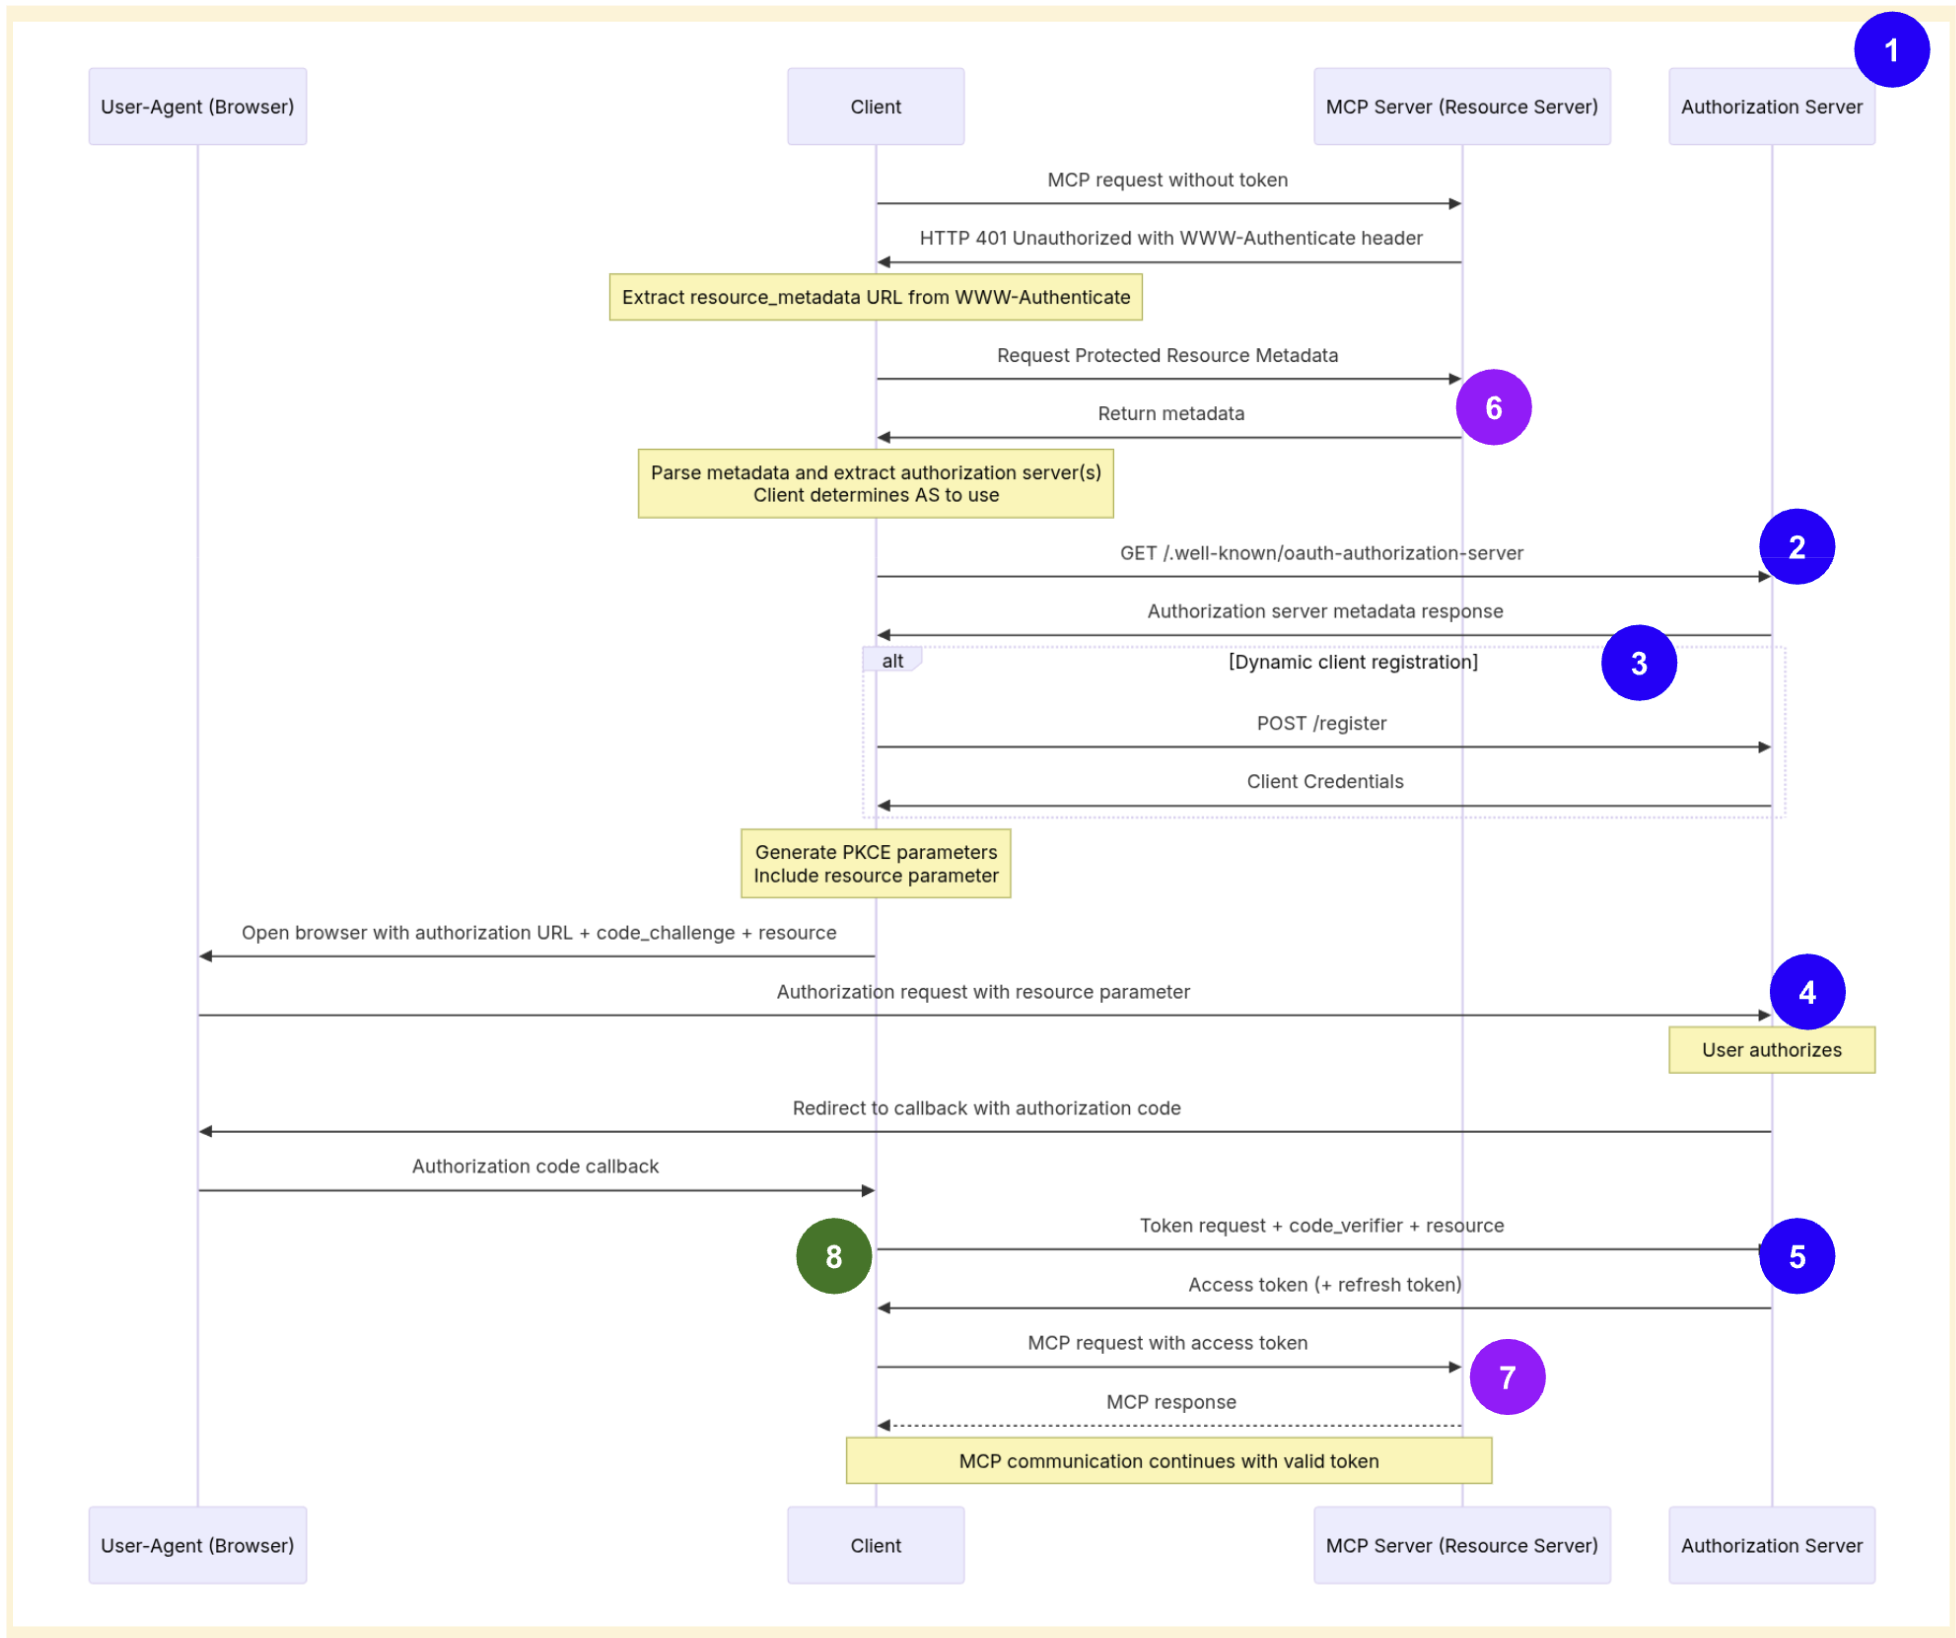 1
User-Agent (Browser)
Client
MCP Server (Resource Server)
Authorization Server
MCP request without token
HTTP 401 Unauthorized with WWW-Authenticate header
Extract resource_metadata URL from WWW-Authenticate
Request Protected Resource Metadata
6
Return metadata
Parse metadata and extract authorization server(s)
Client determines AS to use
GET /.well-known/oauth-authorization-server
2
Authorization server metadata response
alt
[Dynamic client registration]
3
POST /register
Client Credentials
Generate PKCE parameters
Include resource parameter
Open browser with authorization URL + code_challenge + resource
Authorization request with resource parameter
4
User authorizes
Redirect to callback with authorization code
Authorization code callback
Token request + code_verifier + resource
8
5
Access token (+ refresh token)
MCP request with access token
7
MCP response
MCP communication continues with valid token
User-Agent (Browser)
Client
MCP Server (Resource Server)
Authorization Server